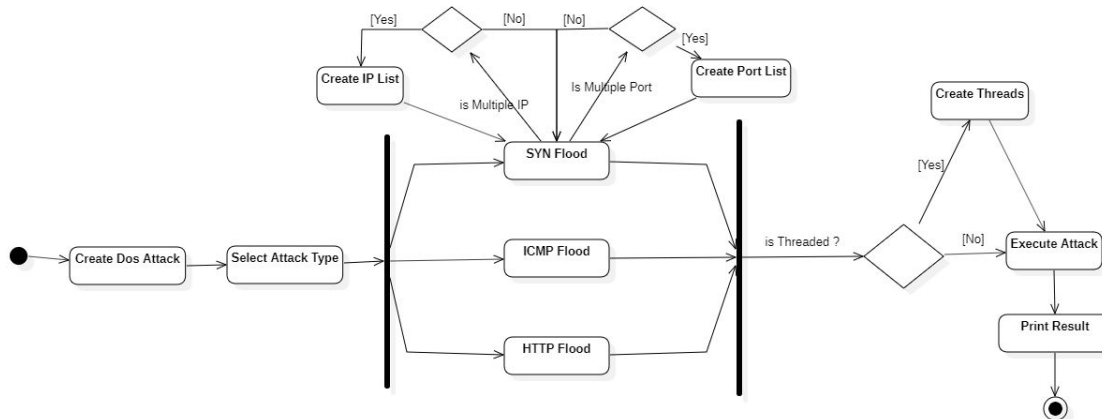 [Yes]
[No]
[No]
[Yes]
Create IP List
Create Port List
is Multiple IP
Is Multiple Port
Create Threads
SYN Flood
[Yes]
Create Dos Attack
Select Attack Type
ICMP Flood
is Threaded ?
[No]
Execute Attack
Print Result
HTTP Flood